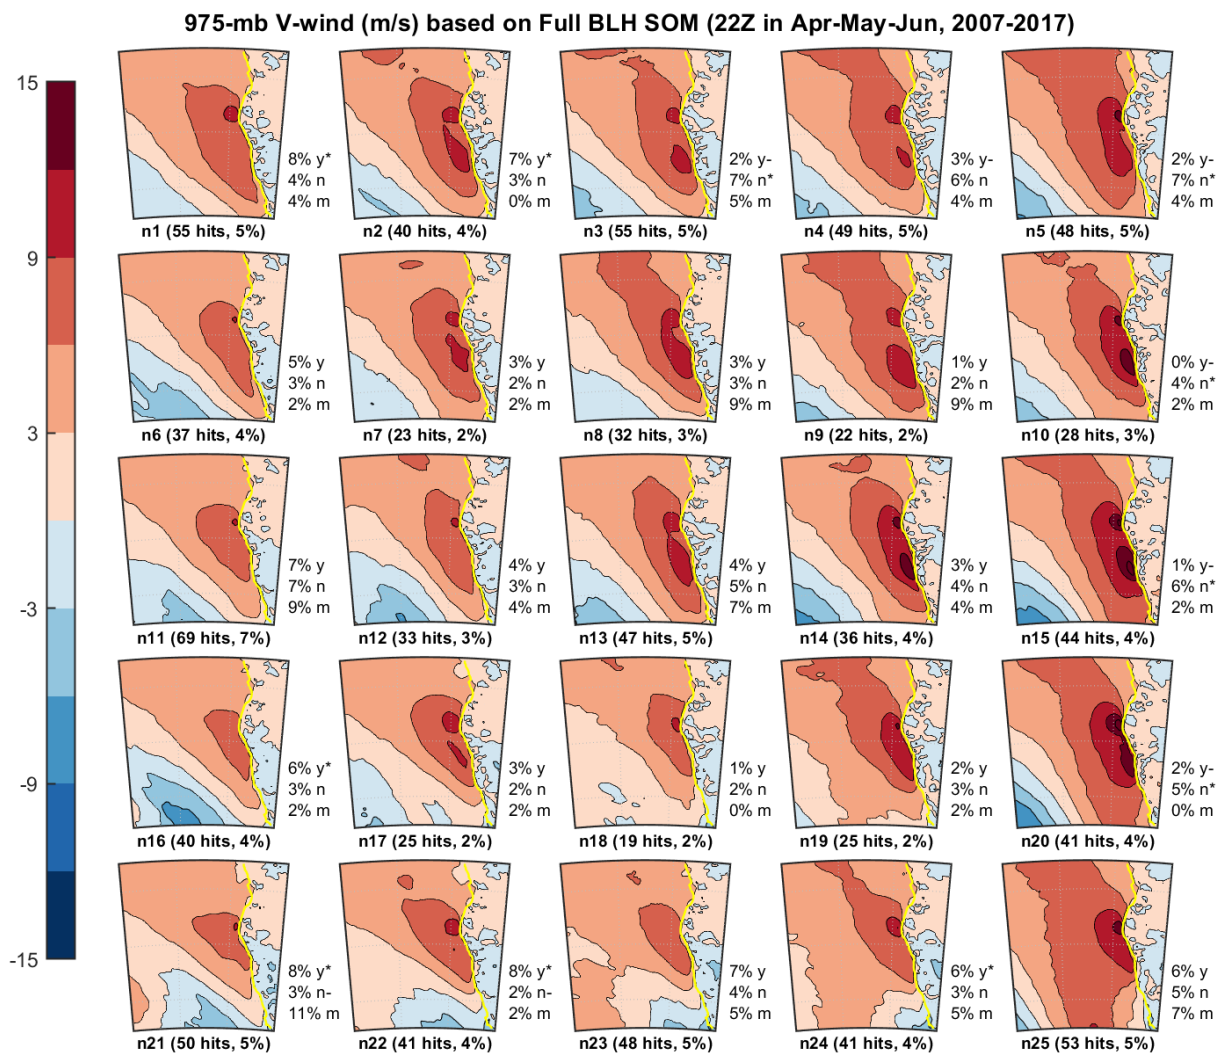 975-mb V-wind (m/s) based on Full BLH SOM (22Z in Apr-May-Jun, 2007-2017)
15
9
3
-3
-9
-15
8% y*
4% n
4% m
n1 (55 hits, 5%)
7% y*
3% n
0% m
n2 (40 hits, 4%)
2% y-
7% n*
5% m
n3 (55 hits, 5%)
3% y-
6% n
4% m
n4 (49 hits, 5%)
2% y-
7% n*
4% m
n5 (48 hits, 5%)
5% y
3% n
2% m
n6 (37 hits, 4%)
3% y
2% n
2% m
n7 (23 hits, 2%)
3% y
3% n
9% m
n8 (32 hits, 3%)
1% y
2% n
9% m
n9 (22 hits, 2%)
0% y-
4% n*
2% m
n10 (28 hits, 3%)
7% y
7% n
9% m
n11 (69 hits, 7%)
4% y
3% n
4% m
n12 (33 hits, 3%)
4% y
5% n
7% m
n13 (47 hits, 5%)
3% y
4% n
4% m
n14 (36 hits, 4%)
1% y-
6% n*
2% m
n15 (44 hits, 4%)
6% y*
3% n
2% m
n16 (40 hits, 4%)
3% y
2% n
2% m
n17 (25 hits, 2%)
1% y
2% n
0% m
n18 (19 hits, 2%)
2% y
3% n
2% m
n19 (25 hits, 2%)
2% y-
5% n*
0% m
n20 (41 hits, 4%)
8% y*
3% n-
11% m
n21 (50 hits, 5%)
8% y*
2% n-
2% m
n22 (41 hits, 4%)
7% y
4% n
5% m
n23 (48 hits, 5%)
6% y*
3% n
5% m
n24 (41 hits, 4%)
6% y
5% n
7% m
n25 (53 hits, 5%)